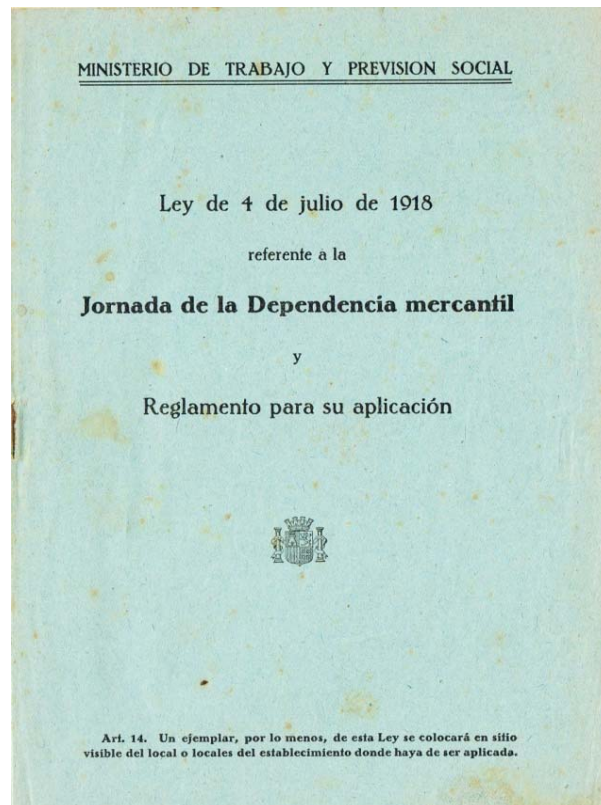 MINISTERIO DE TRABAJO Y PREVISION SOCIAL
Ley de 4 de julio de 1918
referente a la
Jornada de la Dependencia mercantil
y
Reglamento para su aplicación
Art. 14. Un ejemplar, por lo menos, de esta Ley se colocará en sitio
visible del local o locales del establecimiento donde haya de ser aplicada.